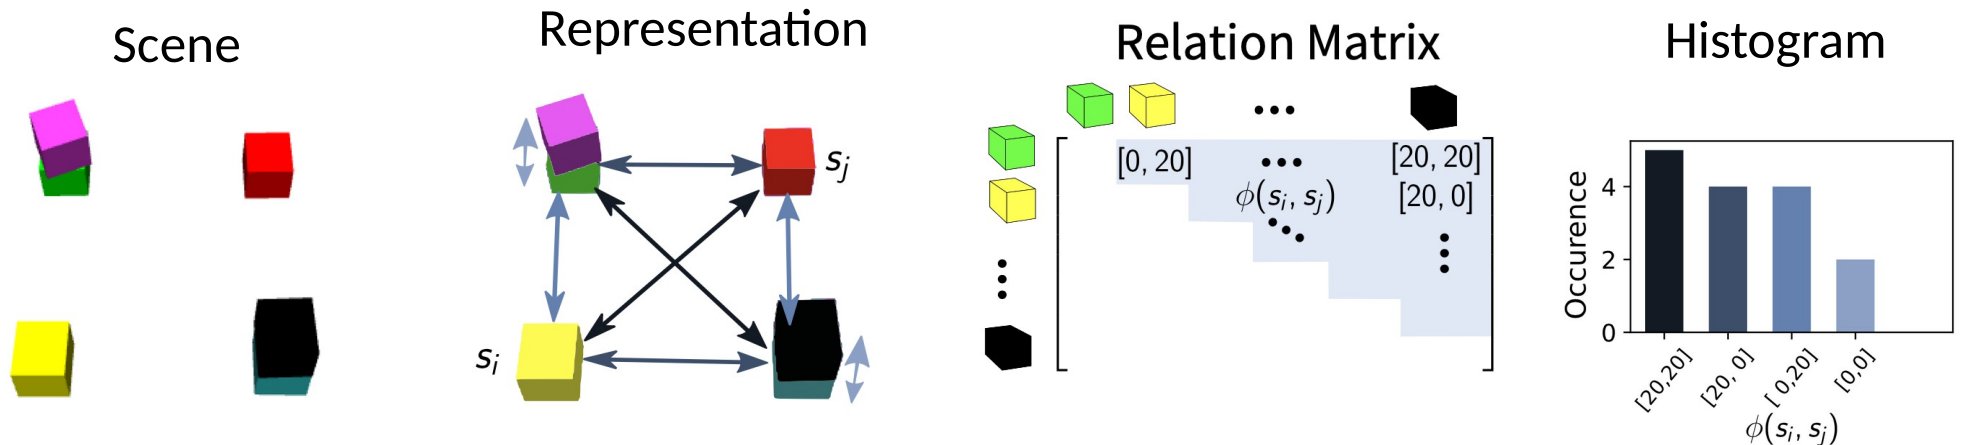 Scene
Representation
Relation Matrix
Histogram
s_j
s_i
[0, 20] ••• [20, 20]
ϕ(s_i, s_j) [20, 0]
Occurence
4
2
0
[20,20] [20, 0] [ 0,20] [0,0]
ϕ(s_i, s_j)